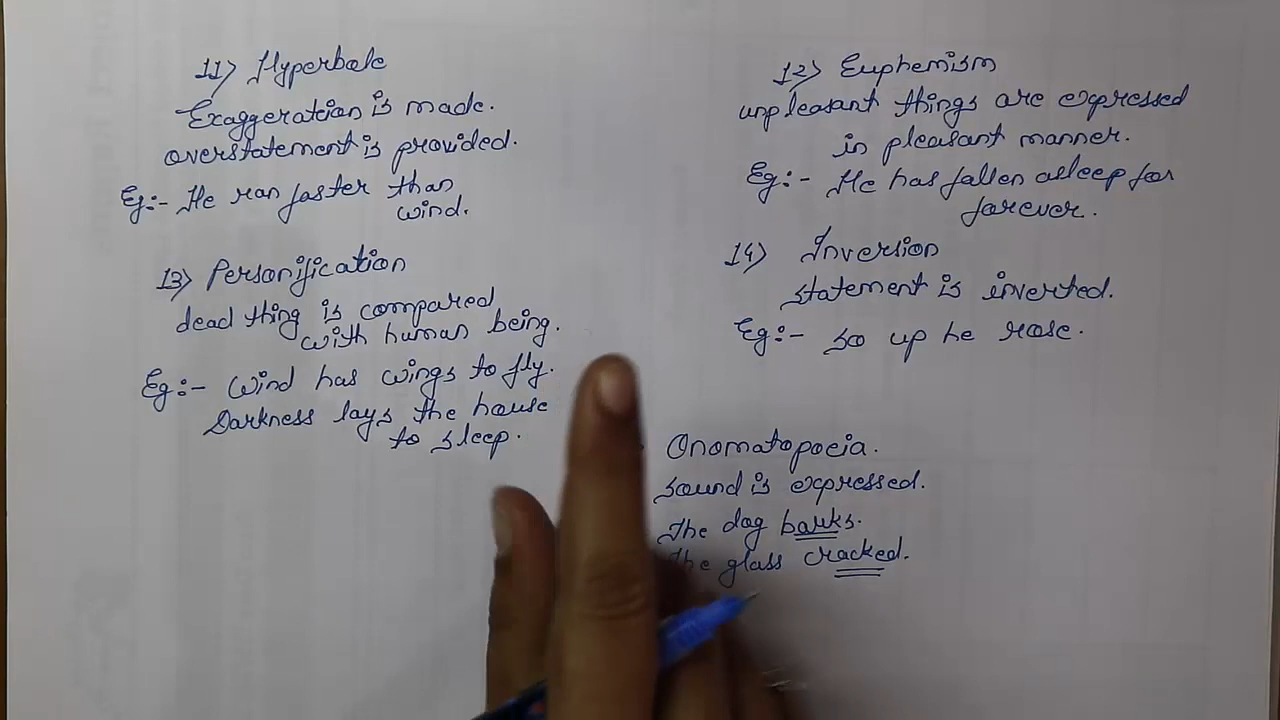 11) Hyperbole
Exaggeration is made.
overstatement is provided.
Eg:- He ran faster than
wind.
12) Euphemism
unpleasant things are expressed
in pleasant manner.
Eg:- He has fallen asleep for
forever.
13) Personification
dead thing is compared
with human being.
Eg:- Wind has wings to fly.
Darkness lays the house
to sleep.
14) Inversion
statement is inverted.
Eg:- so up he rose.
Onomatopoeia.
sound is expressed.
The dog barks.
The glass cracked.